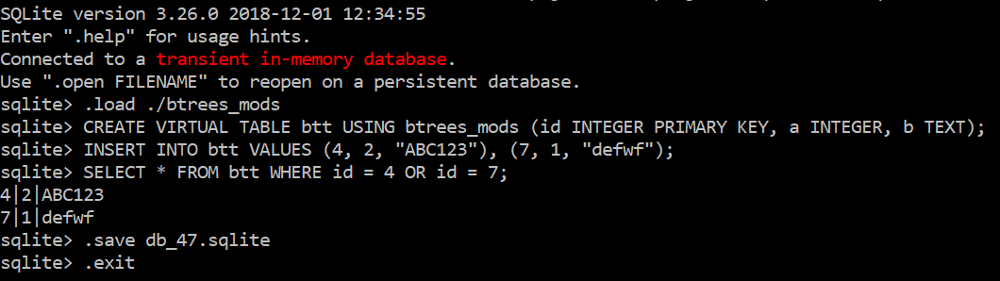 SQLite version 3.26.0 2018-12-01 12:34:55
Enter ".help" for usage hints.
Connected to a transient in-memory database.
Use ".open FILENAME" to reopen on a persistent database.
sqlite> .load ./btrees_mods
sqlite> CREATE VIRTUAL TABLE btt USING btrees_mods (id INTEGER PRIMARY KEY, a INTEGER, b TEXT);
sqlite> INSERT INTO btt VALUES (4, 2, "ABC123"), (7, 1, "defwf");
sqlite> SELECT * FROM btt WHERE id = 4 OR id = 7;
4|2|ABC123
7|1|defwf
sqlite> .save db_47.sqlite
sqlite> .exit